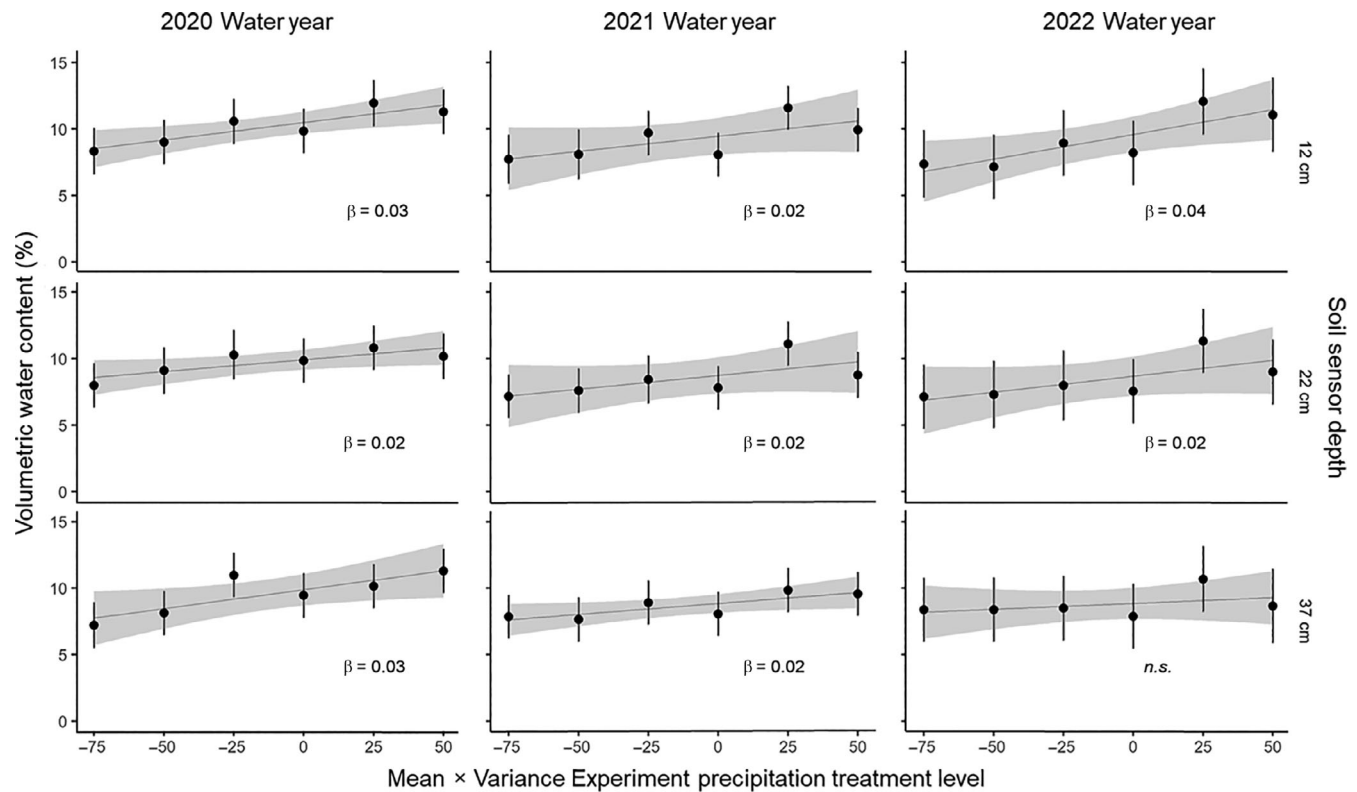 2020 Water year
2021 Water year
2022 Water year
Volumetric water content (%)
15
10
5
0
β = 0.03
β = 0.02
β = 0.04
12 cm
15
10
5
0
β = 0.02
β = 0.02
β = 0.02
22 cm
Soil sensor depth
15
10
5
0
β = 0.03
β = 0.02
n.s.
37 cm
−75 −50 −25 0 25 50
−75 −50 −25 0 25 50
−75 −50 −25 0 25 50
Mean × Variance Experiment precipitation treatment level